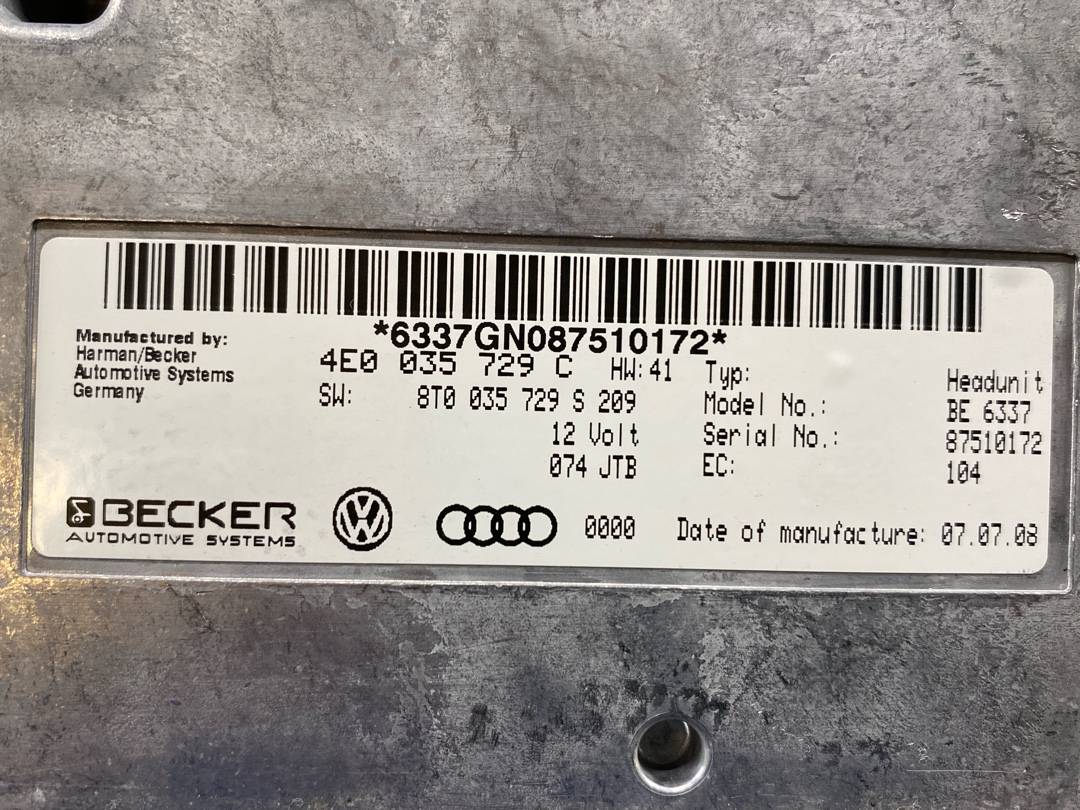 *6337GN087510172*
Manufactured by:
Harman/Becker
Automotive Systems
Germany
4E0 035 729 C HW:41
SW: 8T0 035 729 S 209
12 Volt
074 JTB
Typ: Headunit
Model No.: BE 6337
Serial No.: 87510172
EC: 104
BECKER
AUTOMOTIVE SYSTEMS
0000
Date of manufacture: 07.07.08